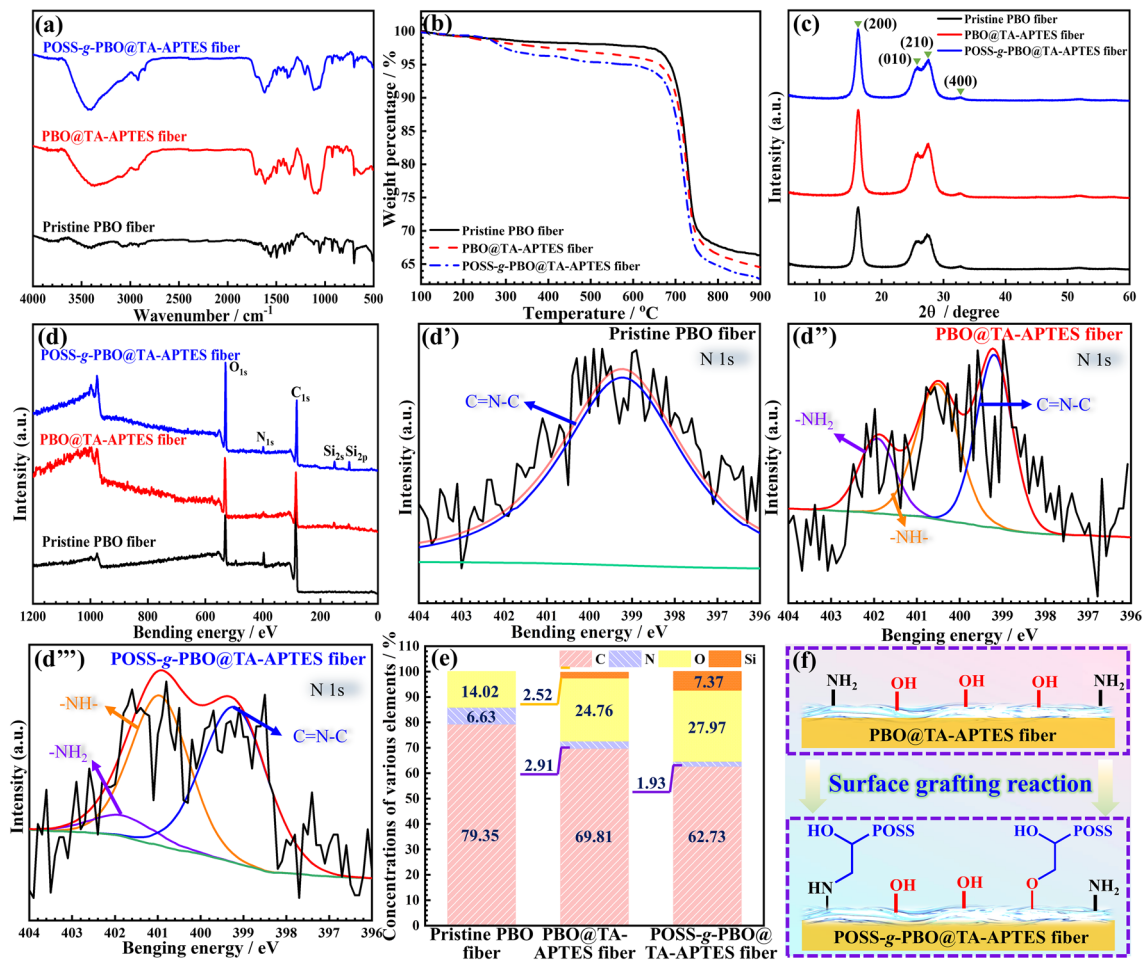 (a)
POSS-g-PBO@TA-APTES fiber
PBO@TA-APTES fiber
Pristine PBO fiber
4000 3500 3000 2500 2000 1500 1000 500
Wavenumber / cm-1
(b)
Weight percentage / %
100
95
90
85
80
75
70
65
Pristine PBO fiber
PBO@TA-APTES fiber
POSS-g-PBO@TA-APTES fiber
100 200 300 400 500 600 700 800 900
Temperature / oC
(c)
Intensity (a.u.)
Pristine PBO fiber
PBO@TA-APTES fiber
POSS-g-PBO@TA-APTES fiber
(200)
(210)
(010)
(400)
10 20 30 40 50 60
2θ / degree
(d)
Intensity (a.u.)
POSS-g-PBO@TA-APTES fiber
O1s
C1s
N1s
PBO@TA-APTES fiber
Si2s Si2p
Pristine PBO fiber
1200 1000 800 600 400 200 0
Bending energy / eV
(d')
Pristine PBO fiber
N 1s
Intensity (a.u.)
C=N-C
404 403 402 401 400 399 398 397 396
Bending energy / eV
(d'')
PBO@TA-APTES fiber
N 1s
Intensity (a.u.)
C=N-C
-NH2
-NH-
404 403 402 401 400 399 398 397 396
Benging energy / eV
(d''')
POSS-g-PBO@TA-APTES fiber
N 1s
Intensity (a.u.)
-NH-
C=N-C
-NH2
404 403 402 401 400 399 398 397 396
Benging energy / eV
(e)
Concentrations of various elements / %
110
100
90
80
70
60
50
40
30
20
10
0
C N O Si
14.02
6.63
79.35
2.52
24.76
2.91
69.81
7.37
27.97
1.93
62.73
Pristine PBO
fiber
PBO@TA-
APTES fiber
POSS-g-PBO@
TA-APTES fiber
(f)
NH2 OH OH OH NH2
PBO@TA-APTES fiber
Surface grafting reaction
HO POSS HO POSS
HN OH OH O NH2
POSS-g-PBO@TA-APTES fiber